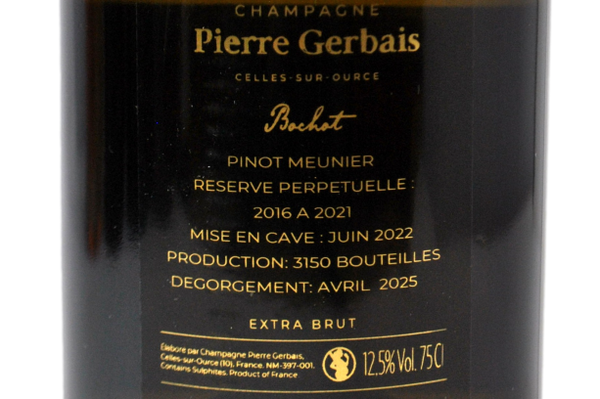 CHAMPAGNE
Pierre Gerbais
CELLES-SUR-OURCE
Bochot
PINOT MEUNIER
RESERVE PERPETUELLE :
2016 A 2021
MISE EN CAVE : JUIN 2022
PRODUCTION: 3150 BOUTEILLES
DEGORGEMENT: AVRIL 2025
EXTRA BRUT
Elaboré par Champagne Pierre Gerbais,
Celles-sur-Ource (10), France. NM-397-001.
Contains Sulphites. Product of France
12.5% Vol. 75Cl